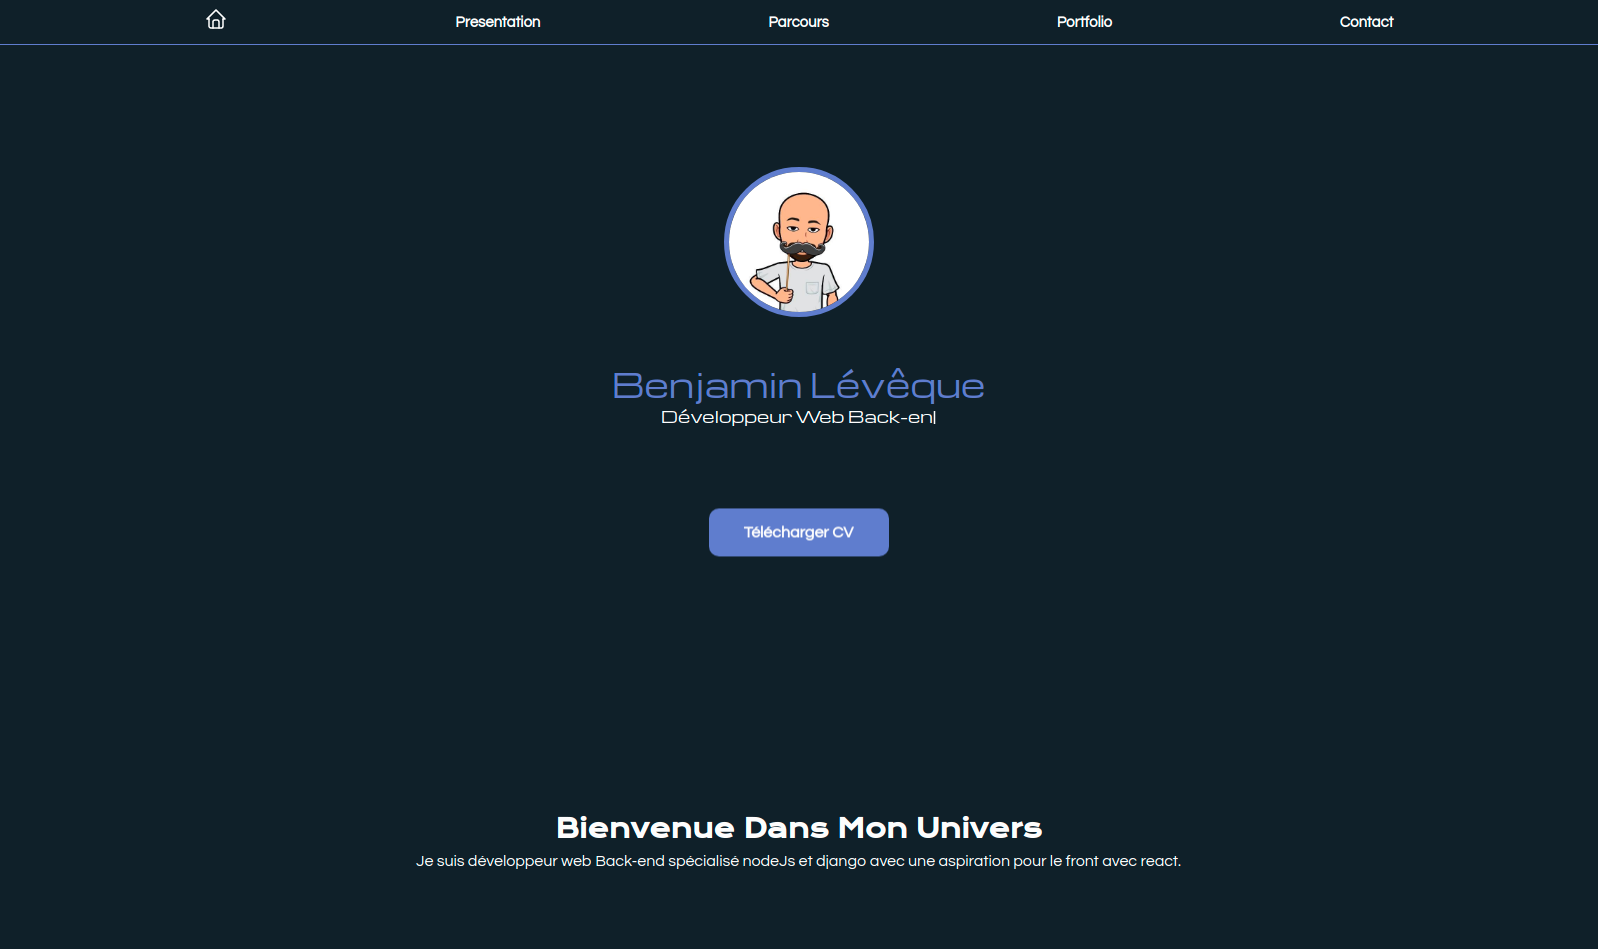 Presentation Parcours Portfolio Contact
Benjamin Lévêque
Développeur Web Back-en|
Télécharger CV
Bienvenue Dans Mon Univers
Je suis développeur web Back-end spécialisé nodeJs et django avec une aspiration pour le front avec react.